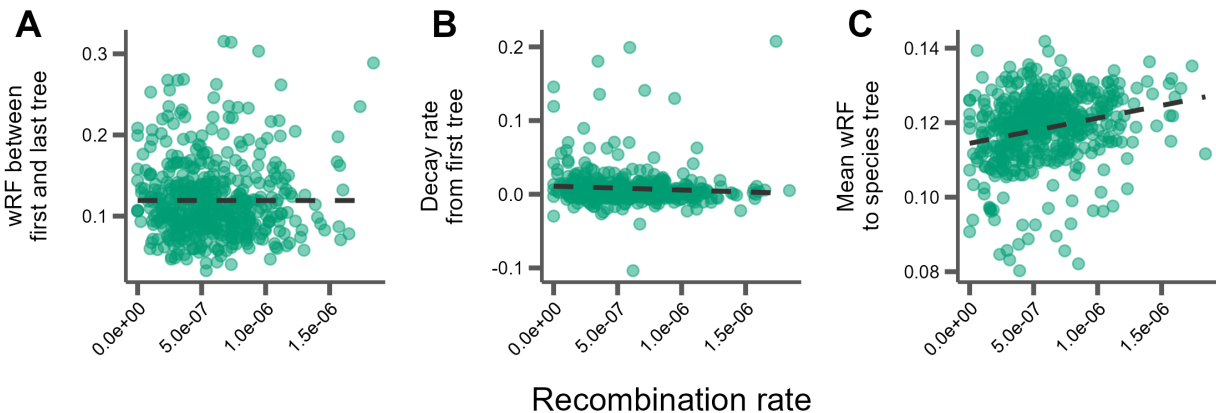 A
wRF between
first and last tree
0.3
0.2
0.1
0.0e+00
5.0e-07
1.0e-06
1.5e-06
B
Decay rate
from first tree
0.2
0.1
0.0
-0.1
0.0e+00
5.0e-07
1.0e-06
1.5e-06
C
Mean wRF
to species tree
0.14
0.12
0.10
0.08
0.0e+00
5.0e-07
1.0e-06
1.5e-06
Recombination rate